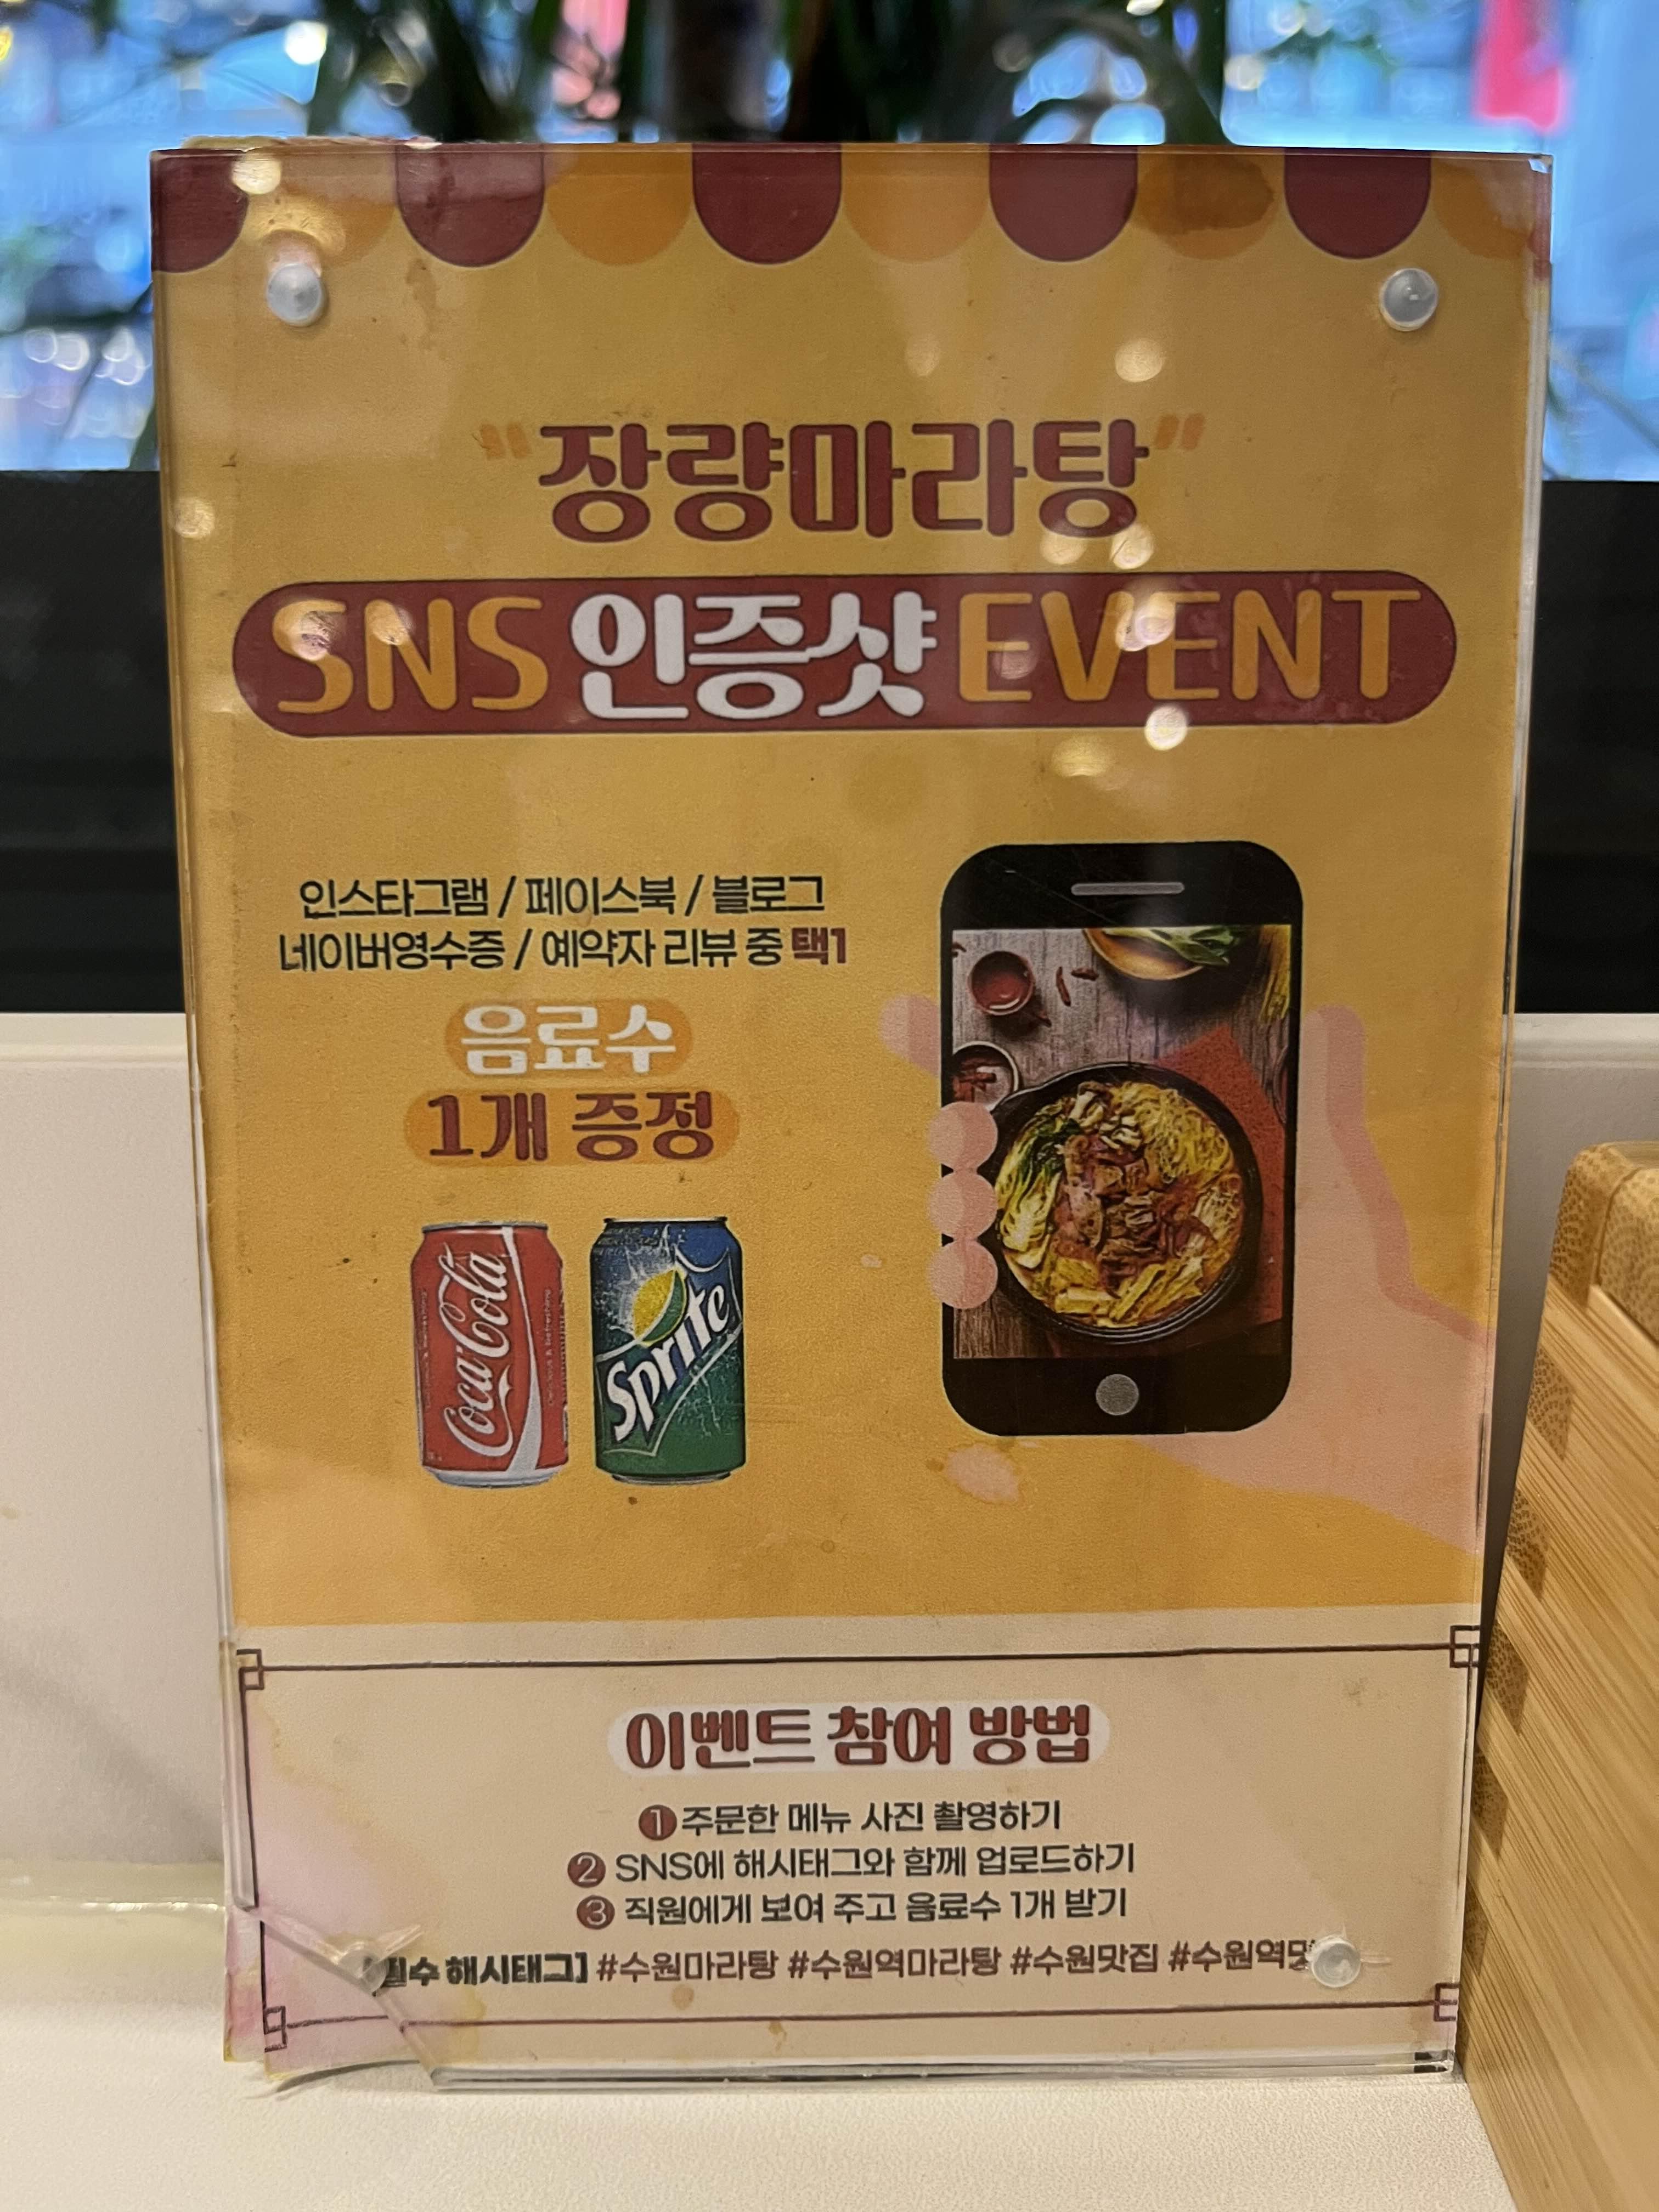 "장량마라탕"
SNS 인증샷 EVENT
인스타그램 / 페이스북 / 블로그
네이버영수증 / 예약자 리뷰 중 택1
음료수
1개 증정
Coca-Cola
Sprite
이벤트 참여 방법
1 주문한 메뉴 사진 촬영하기
2 SNS에 해시태그와 함께 업로드하기
3 직원에게 보여 주고 음료수 1개 받기
해시태그] #수원마라탕 #수원역마라탕 #수원맛집